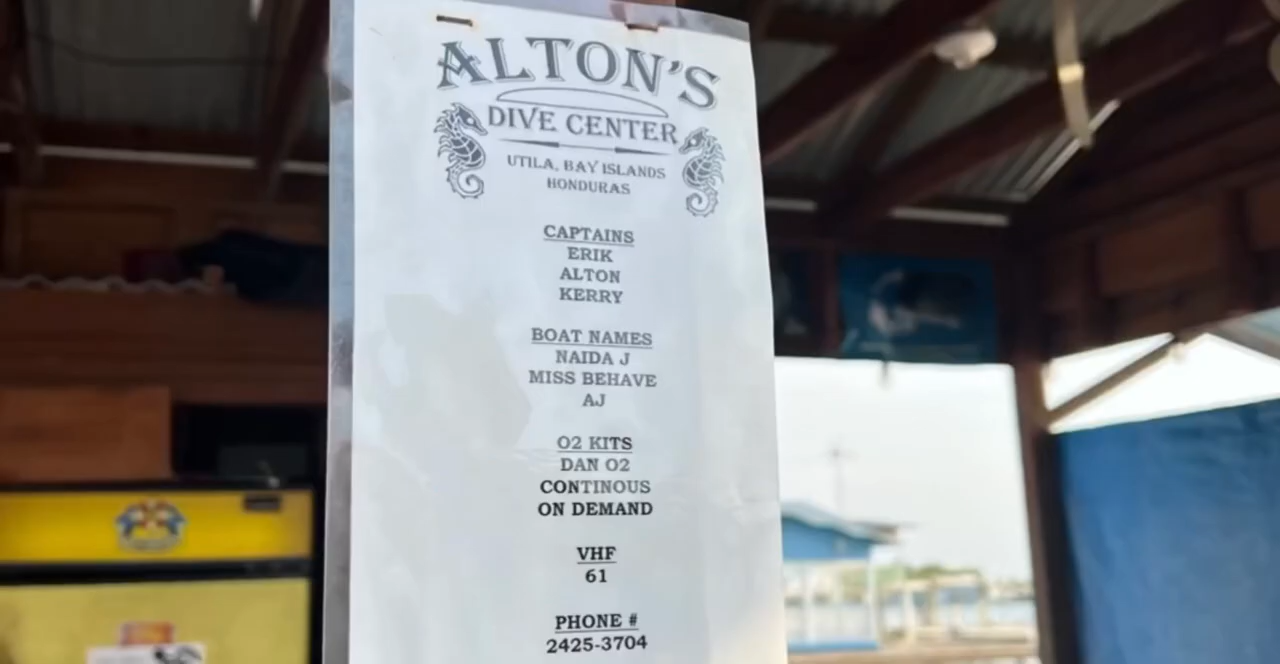 ALTON'S
DIVE CENTER
UTILA, BAY ISLANDS
HONDURAS
CAPTAINS
ERIK
ALTON
KERRY
BOAT NAMES
NAIDA J
MISS BEHAVE
AJ
O2 KITS
DAN O2
CONTINOUS
ON DEMAND
VHF
61
PHONE #
2425-3704